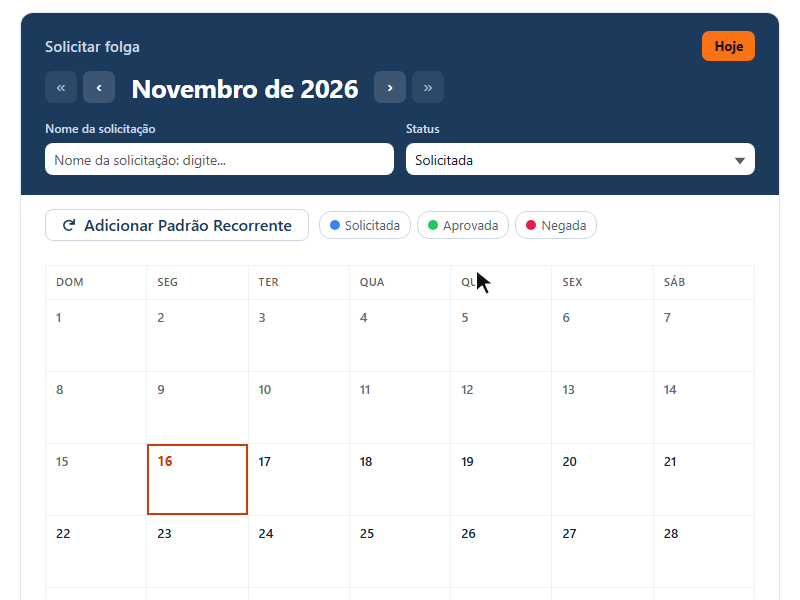 Solicitar folga
Hoje
« ‹ Novembro de 2026 › »
Nome da solicitação
Status
Nome da solicitação: digite...
Solicitada
Adicionar Padrão Recorrente
Solicitada
Aprovada
Negada
DOM SEG TER QUA SEX SÁB
1 2 3 4 5 6 7
8 9 10 11 12 13 14
15 16 17 18 19 20 21
22 23 24 25 26 27 28